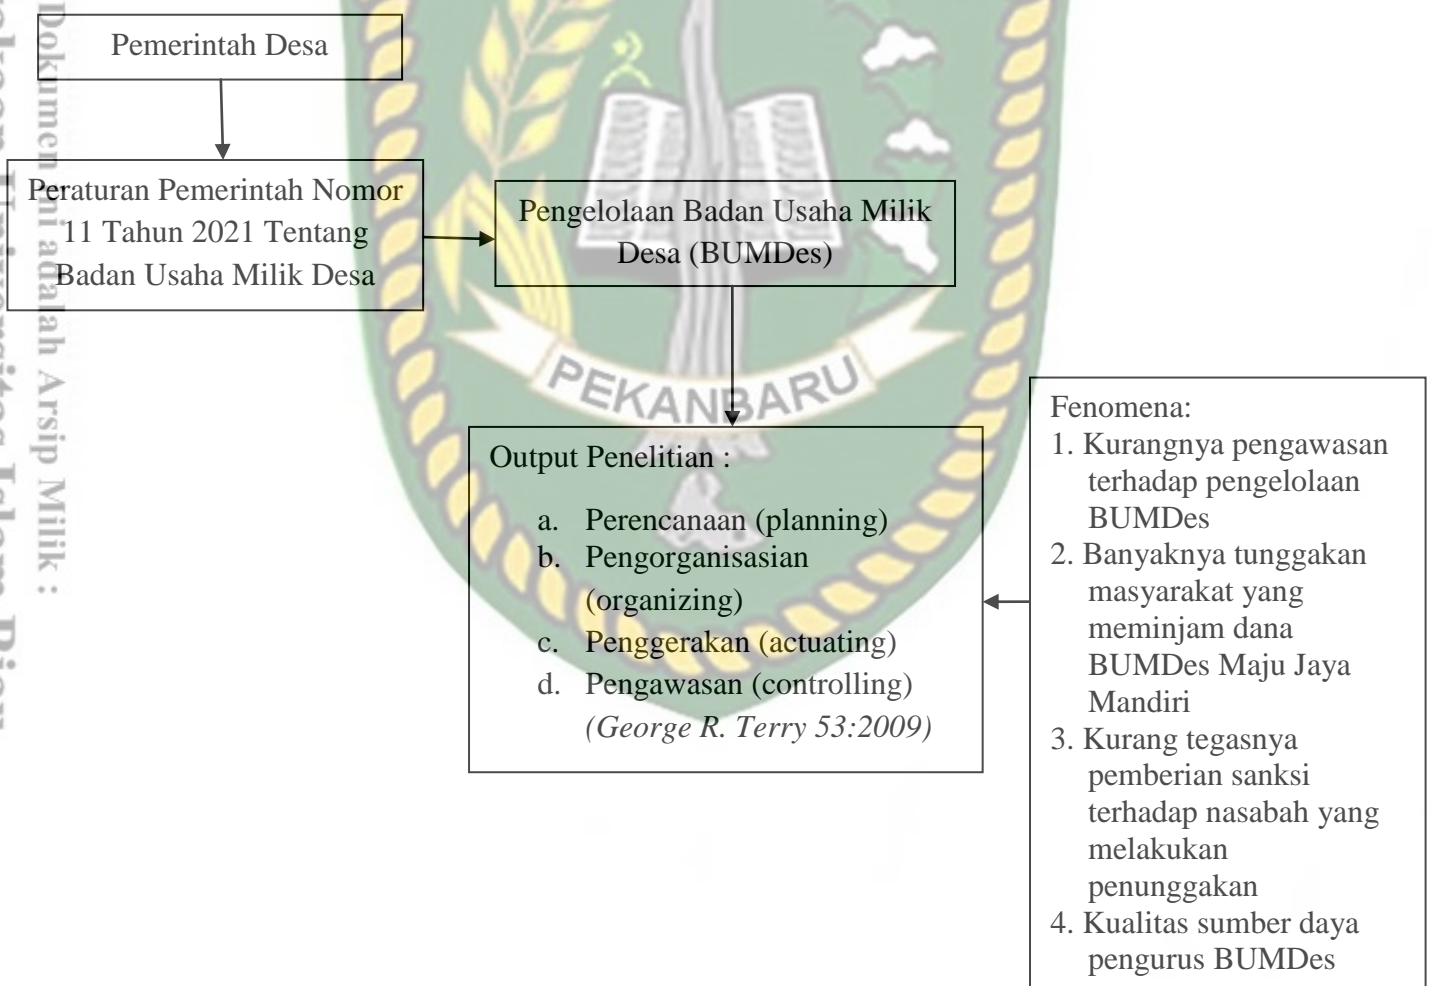 Pemerintah Desa
Peraturan Pemerintah Nomor
11 Tahun 2021 Tentang
Badan Usaha Milik Desa
Pengelolaan Badan Usaha Milik
Desa (BUMDes)
PEKANBARU
Output Penelitian :
a. Perencanaan (planning)
b. Pengorganisasian
(organizing)
c. Penggerakan (actuating)
d. Pengawasan (controlling)
(George R. Terry 53:2009)
Fenomena:
1. Kurangnya pengawasan
terhadap pengelolaan
BUMDes
2. Banyaknya tunggakan
masyarakat yang
meminjam dana
BUMDes Maju Jaya
Mandiri
3. Kurang tegasnya
pemberian sanksi
terhadap nasabah yang
melakukan
penunggakan
4. Kualitas sumber daya
pengurus BUMDes
Dokumen ini adalah Arsip Milik :
Universitas Islam Riau